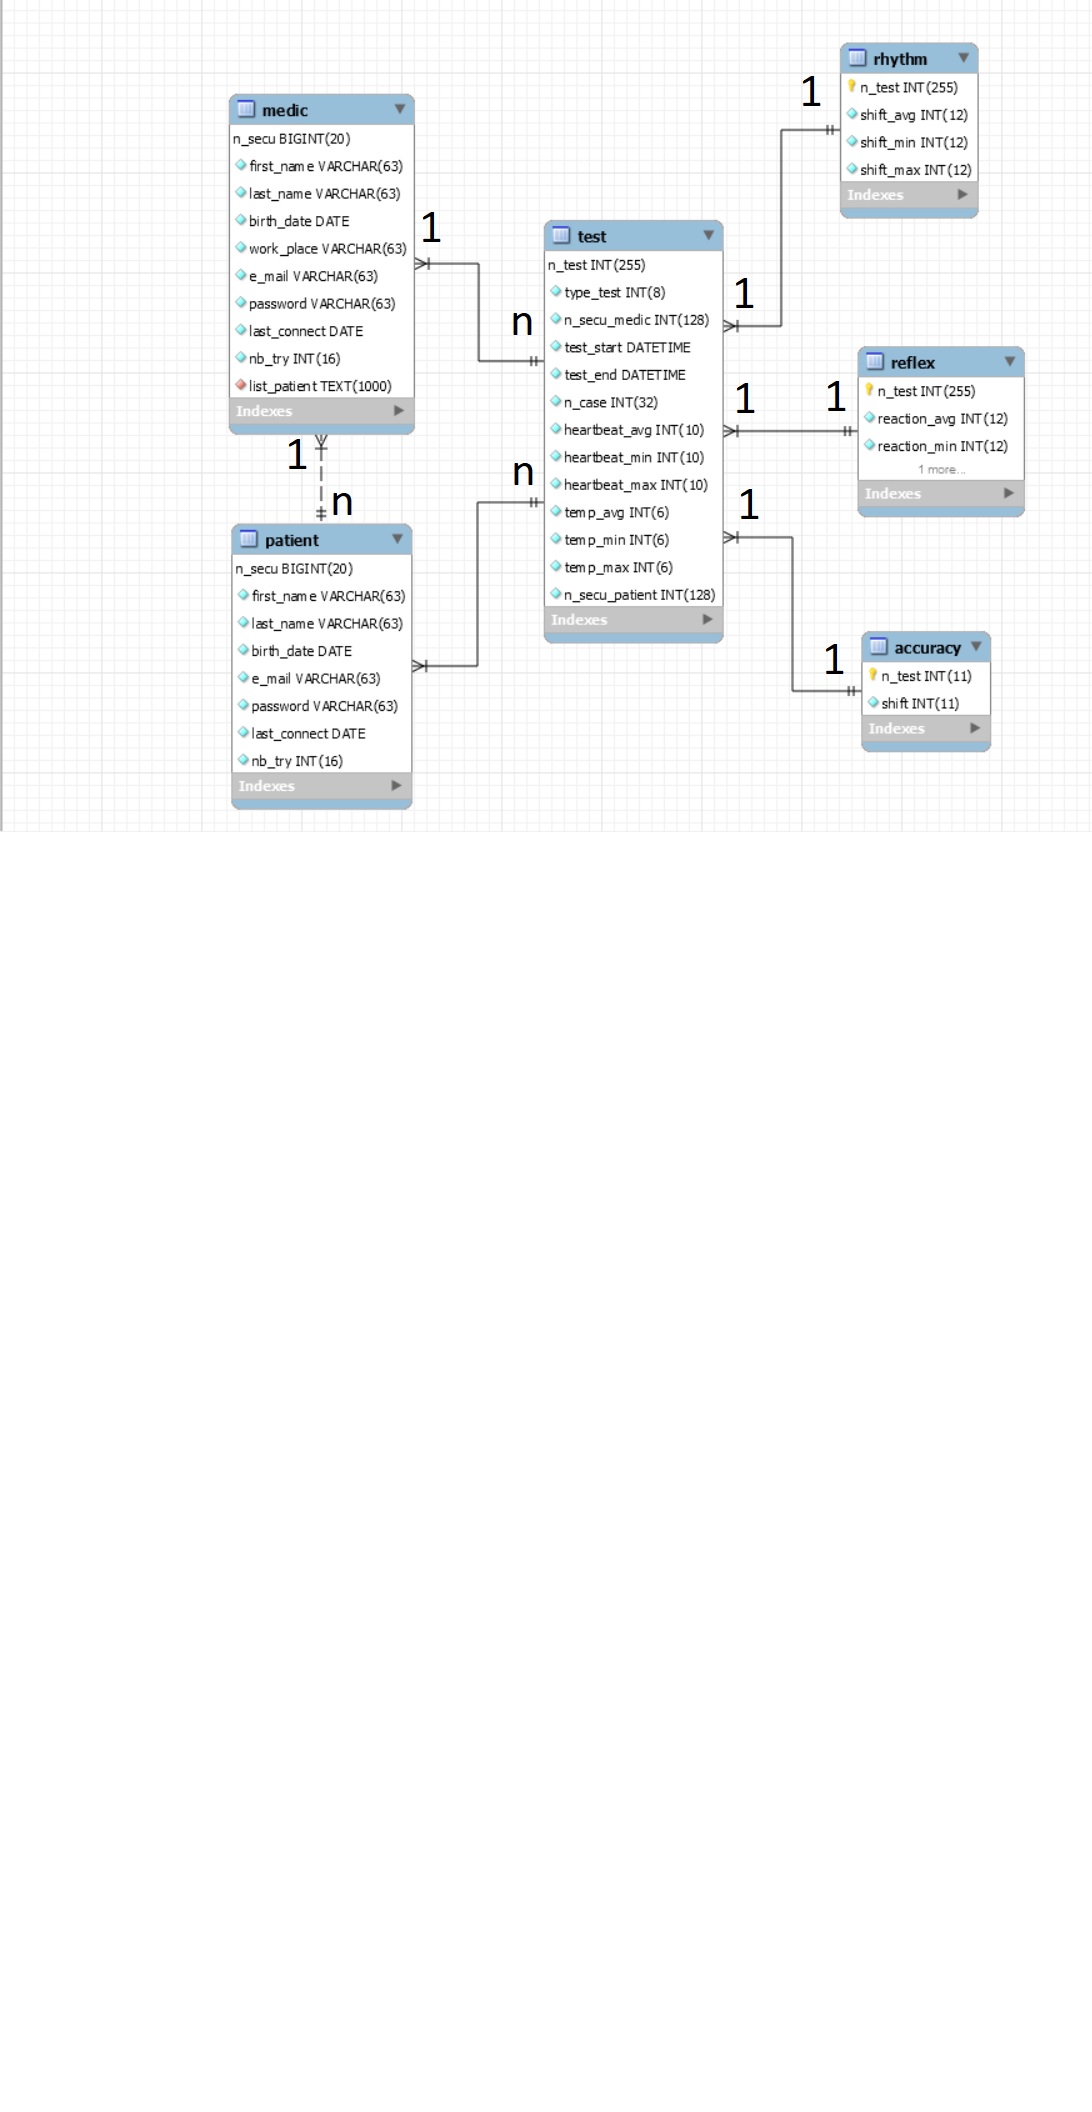 medic
n_secu BIGINT(20)
first_name VARCHAR(63)
last_name VARCHAR(63)
birth_date DATE
work_place VARCHAR(63)
e_mail VARCHAR(63)
password VARCHAR(63)
last_connect DATE
nb_try INT(16)
list_patient TEXT(1000)
Indexes
1
n
1
n
patient
n_secu BIGINT(20)
first_name VARCHAR(63)
last_name VARCHAR(63)
birth_date DATE
e_mail VARCHAR(63)
password VARCHAR(63)
last_connect DATE
nb_try INT(16)
Indexes
n
test
n_test INT(255)
type_test INT(8)
n_secu_medic INT(128)
test_start DATETIME
test_end DATETIME
n_case INT(32)
heartbeat_avg INT(10)
heartbeat_min INT(10)
heartbeat_max INT(10)
temp_avg INT(6)
temp_min INT(6)
temp_max INT(6)
n_secu_patient INT(128)
Indexes
1
1
rhythm
n_test INT(255)
shift_avg INT(12)
shift_min INT(12)
shift_max INT(12)
Indexes
1
1
reflex
n_test INT(255)
reaction_avg INT(12)
reaction_min INT(12)
1 more...
Indexes
1
1
accuracy
n_test INT(11)
shift INT(11)
Indexes